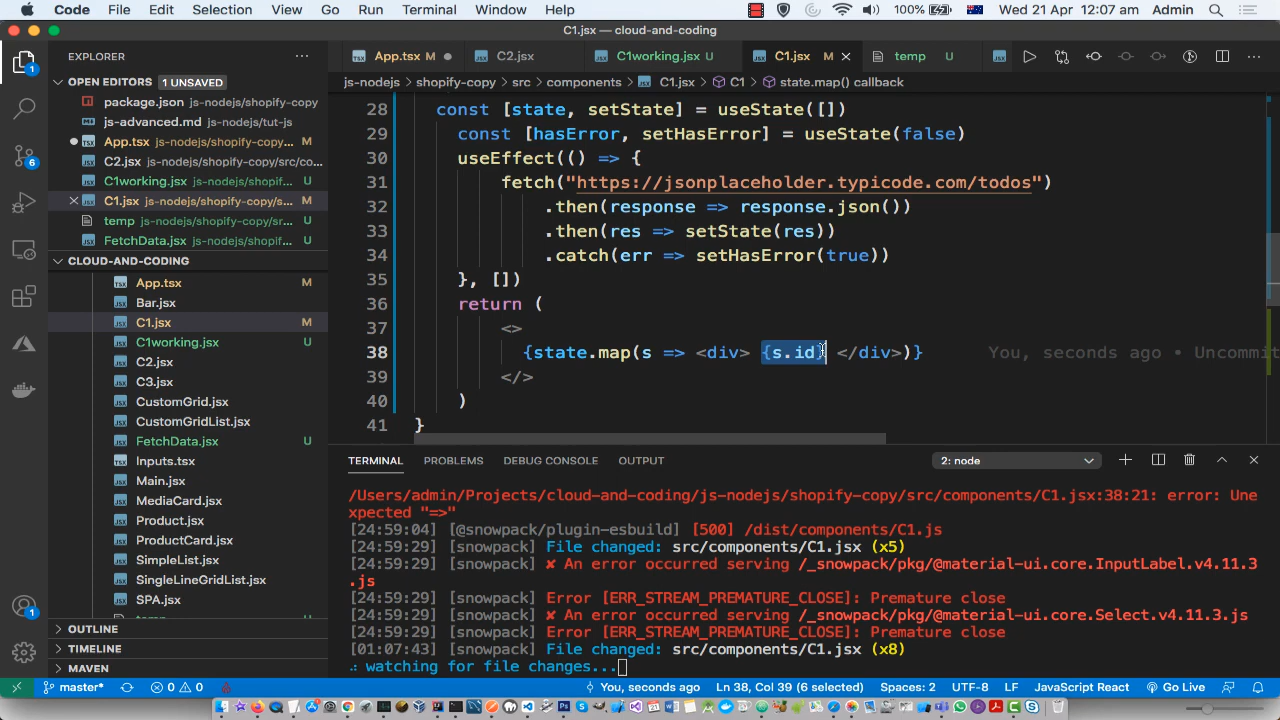 Code File Edit Selection View Go Run Terminal Window Help 100% Wed 21 Apr 12:07 am Admin
C1.jsx — cloud-and-coding
EXPLORER
App.tsx M C2.jsx C1working.jsx U C1.jsx M temp U
js-nodejs > shopify-copy > src > components > C1.jsx > C1 > state.map() callback
OPEN EDITORS 1 UNSAVED
package.json js-nodejs/shopify-copy
js-advanced.md js-nodejs/tut-js
App.tsx js-nodejs/shopify-copy... M
C2.jsx js-nodejs/shopify-copy/src/co...
C1working.jsx js-nodejs/shopif... U
C1.jsx js-nodejs/shopify-copy/s... M
temp js-nodejs/shopify-copy/sr... U
FetchData.jsx js-nodejs/shopif... U
CLOUD-AND-CODING
App.tsx M
Bar.jsx
C1.jsx M
C1working.jsx U
C2.jsx
C3.jsx
CustomGrid.jsx
CustomGridList.jsx
FetchData.jsx U
Inputs.tsx
Main.jsx
MediaCard.jsx
Product.jsx
ProductCard.jsx
SimpleList.jsx
SingleLineGridList.jsx
SPA.jsx
OUTLINE
TIMELINE
MAVEN
28 const [state, setState] = useState([])
29 const [hasError, setHasError] = useState(false)
30 useEffect(() => {
31 fetch("https://jsonplaceholder.typicode.com/todos")
32 .then(response => response.json())
33 .then(res => setState(res))
34 .catch(err => setHasError(true))
35 }, [])
36 return (
37 <>
38 {state.map(s => <div> {s.id} </div>)} You, seconds ago • Uncommit
39 </>
40 )
41 }
TERMINAL PROBLEMS DEBUG CONSOLE OUTPUT 2: node
/Users/admin/Projects/cloud-and-coding/js-nodejs/shopify-copy/src/components/C1.jsx:38:21: error: Une
xpected "=>"
[24:59:04] [@snowpack/plugin-esbuild] [500] /dist/components/C1.js
[24:59:29] [snowpack] File changed: src/components/C1.jsx (x5)
[24:59:29] [snowpack] ✘ An error occurred serving /_snowpack/pkg/@material-ui.core.InputLabel.v4.11.3
.js
[24:59:29] [snowpack] Error [ERR_STREAM_PREMATURE_CLOSE]: Premature close
[24:59:29] [snowpack] ✘ An error occurred serving /_snowpack/pkg/@material-ui.core.Select.v4.11.3.js
[24:59:29] [snowpack] Error [ERR_STREAM_PREMATURE_CLOSE]: Premature close
[01:07:43] [snowpack] File changed: src/components/C1.jsx (x8)
watching for file changes...
master* 0 0 You, seconds ago Ln 38, Col 39 (6 selected) Spaces: 2 UTF-8 LF JavaScript React Go Live